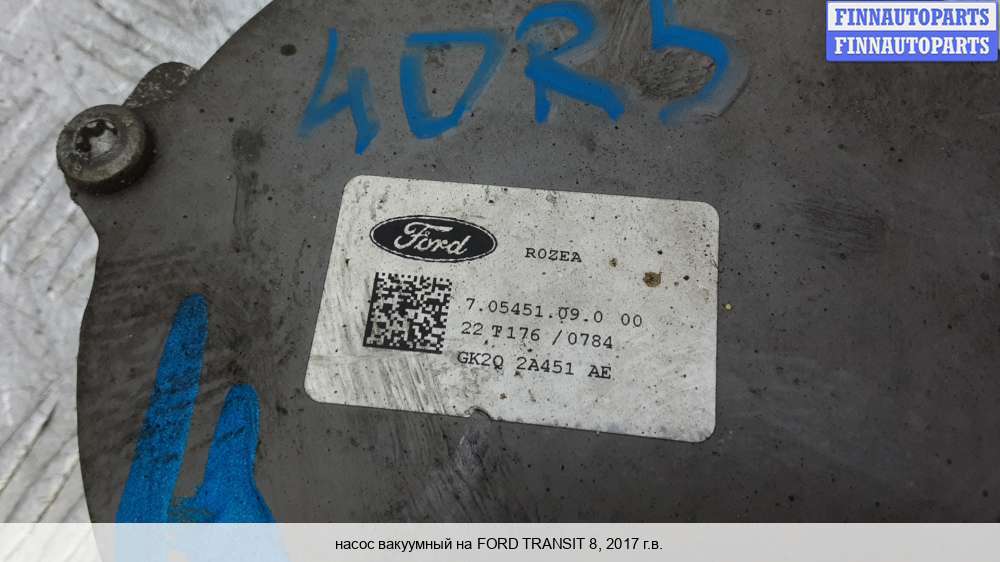 FINNAUTOPARTS
FINNAUTOPARTS
4DR5
Ford
ROZEA
7.05451.09.0 00
22 T176 / 0784
GK2Q 2A451 AE
насос вакуумный на FORD TRANSIT 8, 2017 г.в.